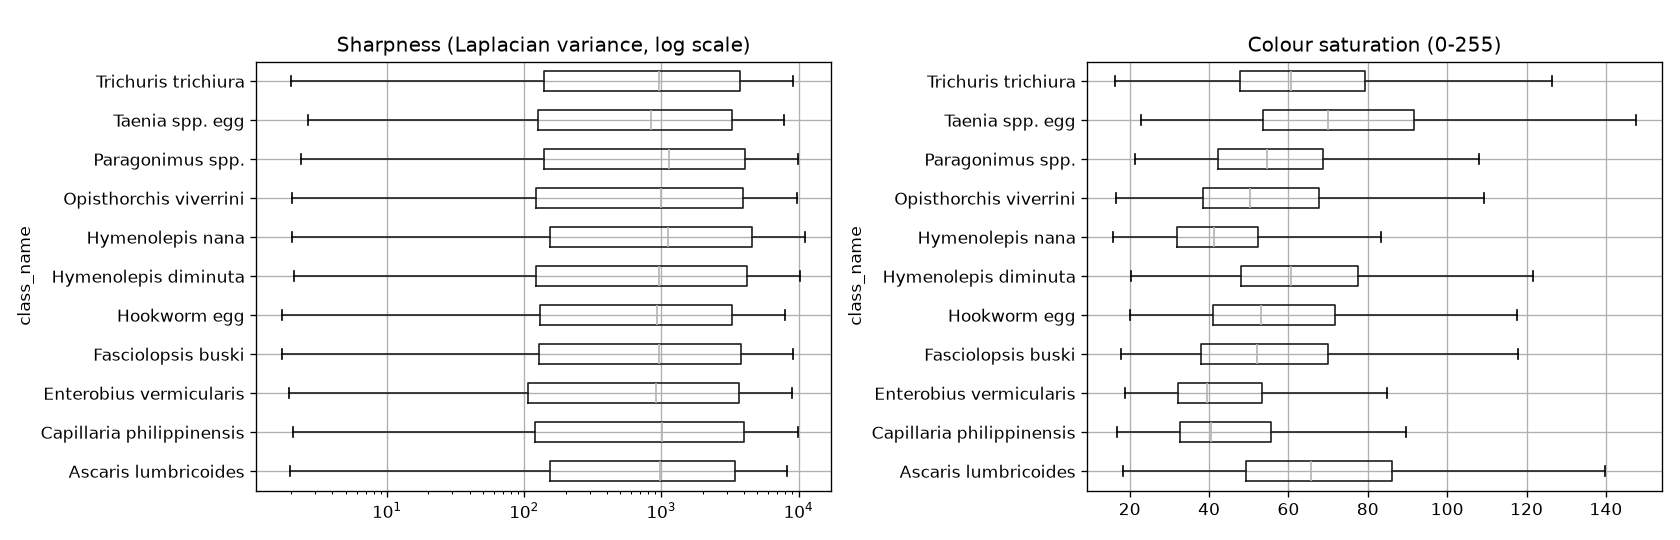 Sharpness (Laplacian variance, log scale)
class_name
Trichuris trichiura
Taenia spp. egg
Paragonimus spp.
Opisthorchis viverrini
Hymenolepis nana
Hymenolepis diminuta
Hookworm egg
Fasciolopsis buski
Enterobius vermicularis
Capillaria philippinensis
Ascaris lumbricoides
10¹ 10² 10³ 10⁴
Colour saturation (0-255)
class_name
Trichuris trichiura
Taenia spp. egg
Paragonimus spp.
Opisthorchis viverrini
Hymenolepis nana
Hymenolepis diminuta
Hookworm egg
Fasciolopsis buski
Enterobius vermicularis
Capillaria philippinensis
Ascaris lumbricoides
20 40 60 80 100 120 140